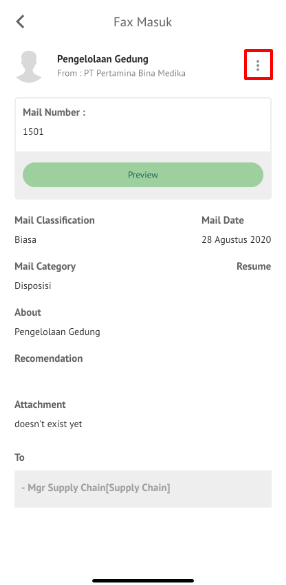 Fax Masuk
Pengelolaan Gedung
From : PT Pertamina Bina Medika
Mail Number :
1501
Preview
Mail Classification
Mail Date
Biasa
28 Agustus 2020
Mail Category
Resume
Disposisi
About
Pengelolaan Gedung
Recomendation
Attachment
doesn't exist yet
To
- Mgr Supply Chain[Supply Chain]